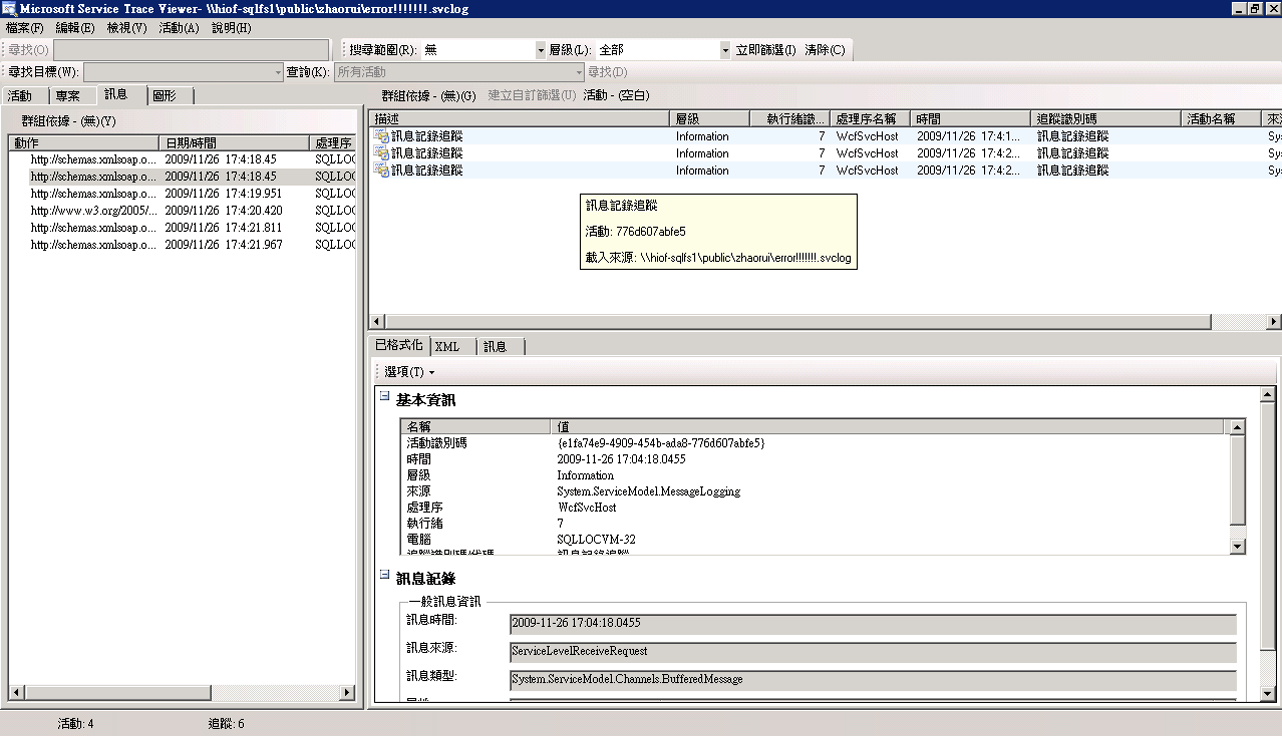 Microsoft Service Trace Viewer- \\hiof-sqlfs1\public\zhaorui\error!!!!!!!.svclog
檔案(F) 編輯(E) 檢視(V) 活動(A) 說明(H)
尋找(O) 搜尋範圍(R): 無 層級(L): 全部 立即篩選(I) 清除(C)
尋找目標(W): 查詢(K): 所有活動 尋找(D)
活動 專案 訊息 圖形
群組依據 - (無)(Y)
動作 日期/時間 處理序
http://schemas.xmlsoap.o... 2009/11/26 17:4:18.45 SQLLOC
http://schemas.xmlsoap.o... 2009/11/26 17:4:18.45 SQLLOC
http://schemas.xmlsoap.o... 2009/11/26 17:4:19.951 SQLLOC
http://www.w3.org/2005/... 2009/11/26 17:4:20.420 SQLLOC
http://schemas.xmlsoap.o... 2009/11/26 17:4:21.811 SQLLOC
http://schemas.xmlsoap.o... 2009/11/26 17:4:21.967 SQLLOC
群組依據 - (無)(G) 建立自訂篩選(U) 活動 - (空白)
描述 層級 執行緒識... 處理序名稱 時間 追蹤識別碼 活動名稱 來
訊息記錄追蹤 Information 7 WcfSvcHost 2009/11/26 17:4:1... 訊息記錄追蹤 Sy
訊息記錄追蹤 Information 7 WcfSvcHost 2009/11/26 17:4:2... 訊息記錄追蹤 Sy
訊息記錄追蹤 Information 7 WcfSvcHost 2009/11/26 17:4:2... 訊息記錄追蹤 Sy
訊息記錄追蹤
活動: 776d607abfe5
載入來源: \\hiof-sqlfs1\public\zhaorui\error!!!!!!!.svclog
已格式化 XML 訊息
選項(T)
基本資訊
名稱 值
活動識別碼 {e1fa74e9-4909-454b-ada8-776d607abfe5}
時間 2009-11-26 17:04:18.0455
層級 Information
來源 System.ServiceModel.MessageLogging
處理序 WcfSvcHost
執行緒 7
電腦 SQLLOCVM-32
追蹤識別碼/代碼 訊息記錄追蹤
訊息記錄
一般訊息資訊
訊息時間: 2009-11-26 17:04:18.0455
訊息來源: ServiceLevelReceiveRequest
訊息類型: System.ServiceModel.Channels.BufferedMessage
活動: 4 追蹤: 6